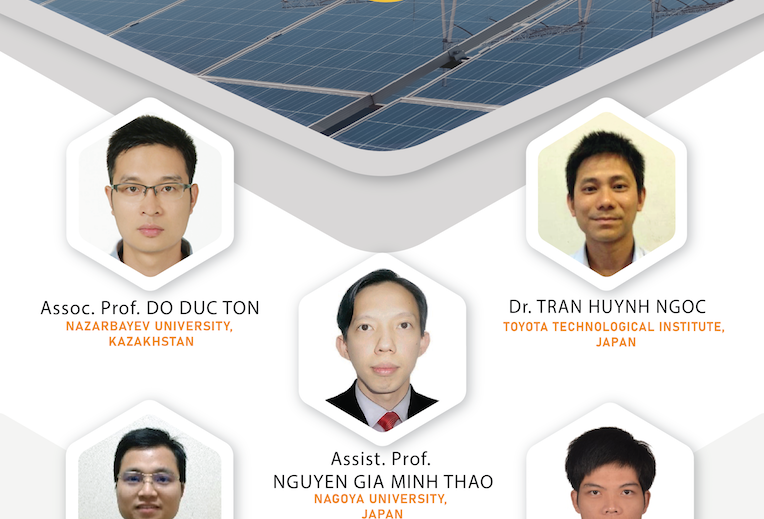 Assoc. Prof. DO DUC TON
NAZARBAYEV UNIVERSITY,
KAZAKHSTAN
Dr. TRAN HUYNH NGOC
TOYOTA TECHNOLOGICAL INSTITUTE,
JAPAN
Assist. Prof.
NGUYEN GIA MINH THAO
NAGOYA UNIVERSITY,
JAPAN